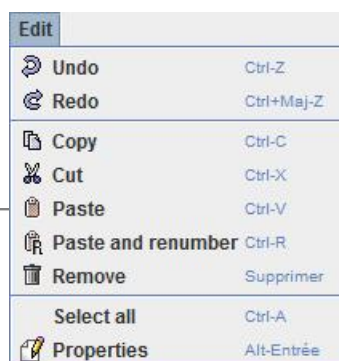 Edit
Undo Ctrl-Z
Redo Ctrl+Maj-Z
Copy Ctrl-C
Cut Ctrl-X
Paste Ctrl-V
Paste and renumber Ctrl-R
Remove Supprimer
Select all Ctrl-A
Properties Alt-Entrée